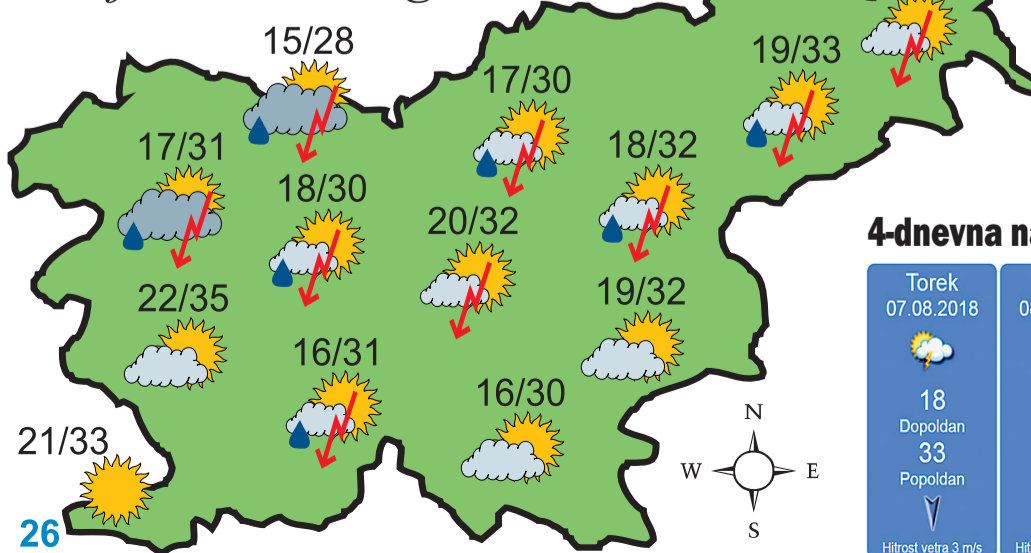 15/28
19/33
17/30
17/31
18/32
18/30
20/32
22/35
19/32
16/31
16/30
21/33
26
N
W
E
S
4-dnevna
Torek
07.08.2018
18
Dopoldan
33
Popoldan
Hitrost vetra 3 m/s